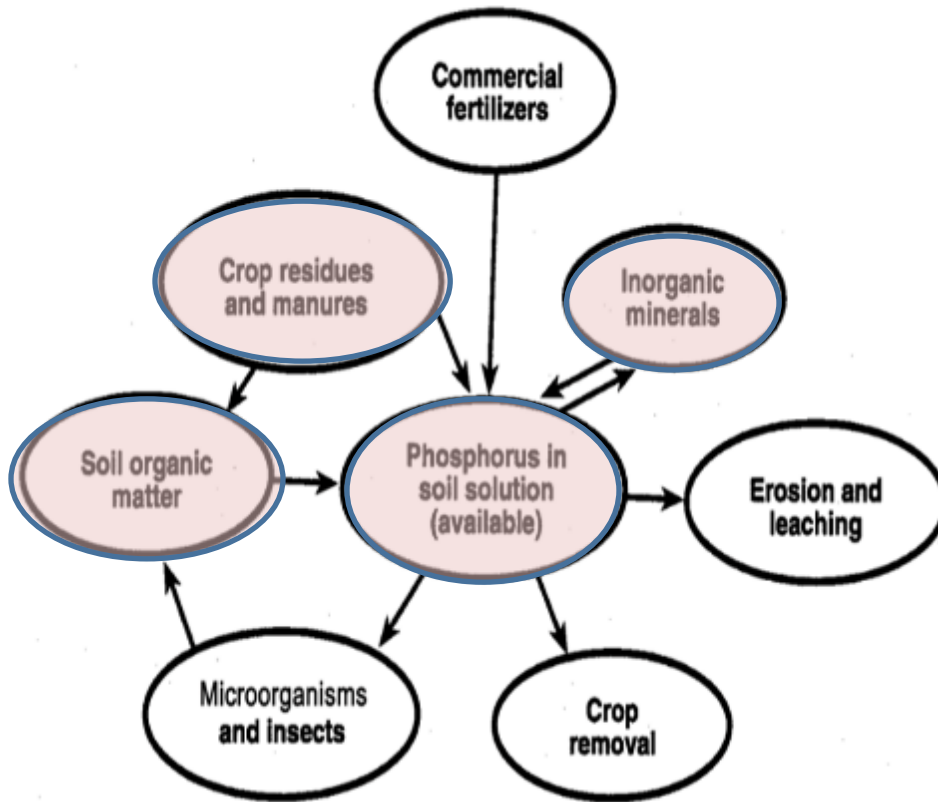 Commercial
fertilizers
Crop residues
and manures
Inorganic
minerals
Soil organic
matter
Phosphorus in
soil solution
(available)
Erosion and
leaching
Microorganisms
and insects
Crop
removal